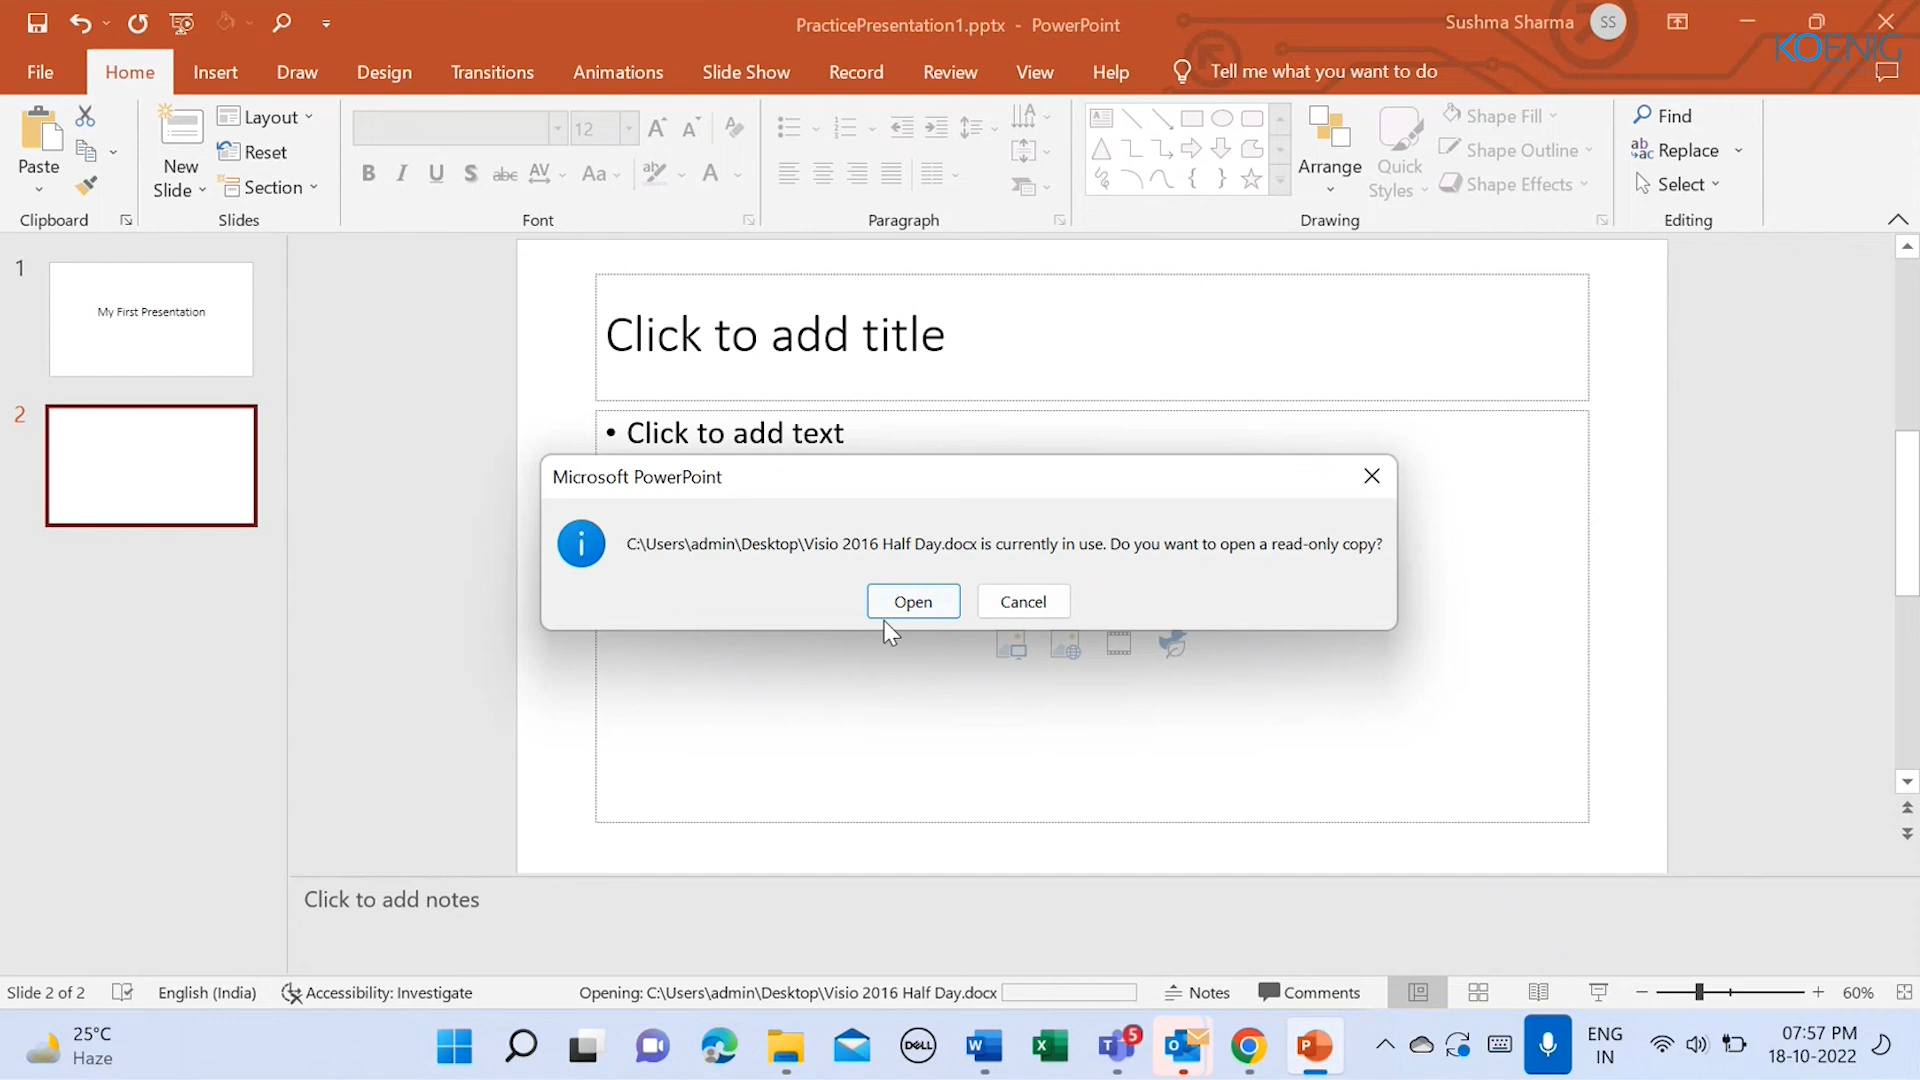 PracticePresentation1.pptx - PowerPoint
Sushma Sharma SS
KOENIG
File Home Insert Draw Design Transitions Animations Slide Show Record Review View Help Tell me what you want to do
Paste
Clipboard
New
Slide
Layout
Reset
Section
Slides
12
B I U S abc AV Aa A
Font
Paragraph
Arrange
Quick
Styles
Shape Fill
Shape Outline
Shape Effects
Drawing
Find
Replace
Select
Editing
1
My First Presentation
2
Click to add title
• Click to add text
Microsoft PowerPoint
C:\Users\admin\Desktop\Visio 2016 Half Day.docx is currently in use. Do you want to open a read-only copy?
Open Cancel
Click to add notes
Slide 2 of 2 English (India) Accessibility: Investigate Opening: C:\Users\admin\Desktop\Visio 2016 Half Day.docx Notes Comments 60%
25°C
Haze
DELL
5
ENG
IN
07:57 PM
18-10-2022